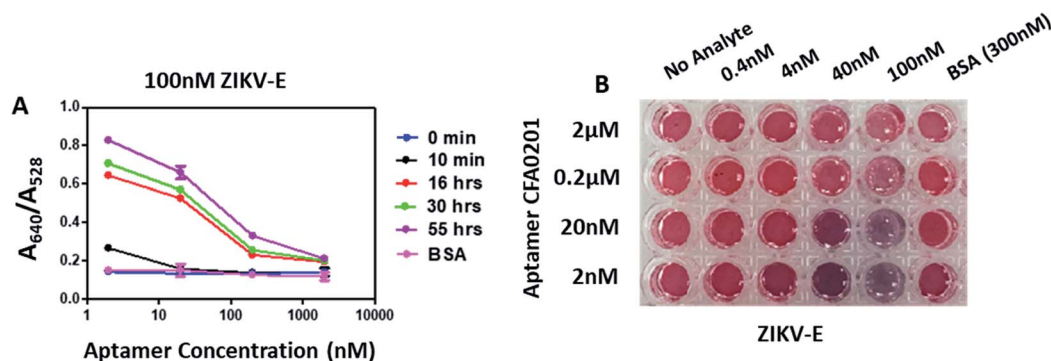 100nM ZIKV-E
A
1.0
0.8
0.6
0.4
0.2
0.0
A640/A528
1 10 100 1000 10000
Aptamer Concentration (nM)
0 min
10 min
16 hrs
30 hrs
55 hrs
BSA
B
No Analyte
0.4nM
4nM
40nM
100nM
BSA (300nM)
Aptamer CFA0201
2μM
0.2μM
20nM
2nM
ZIKV-E